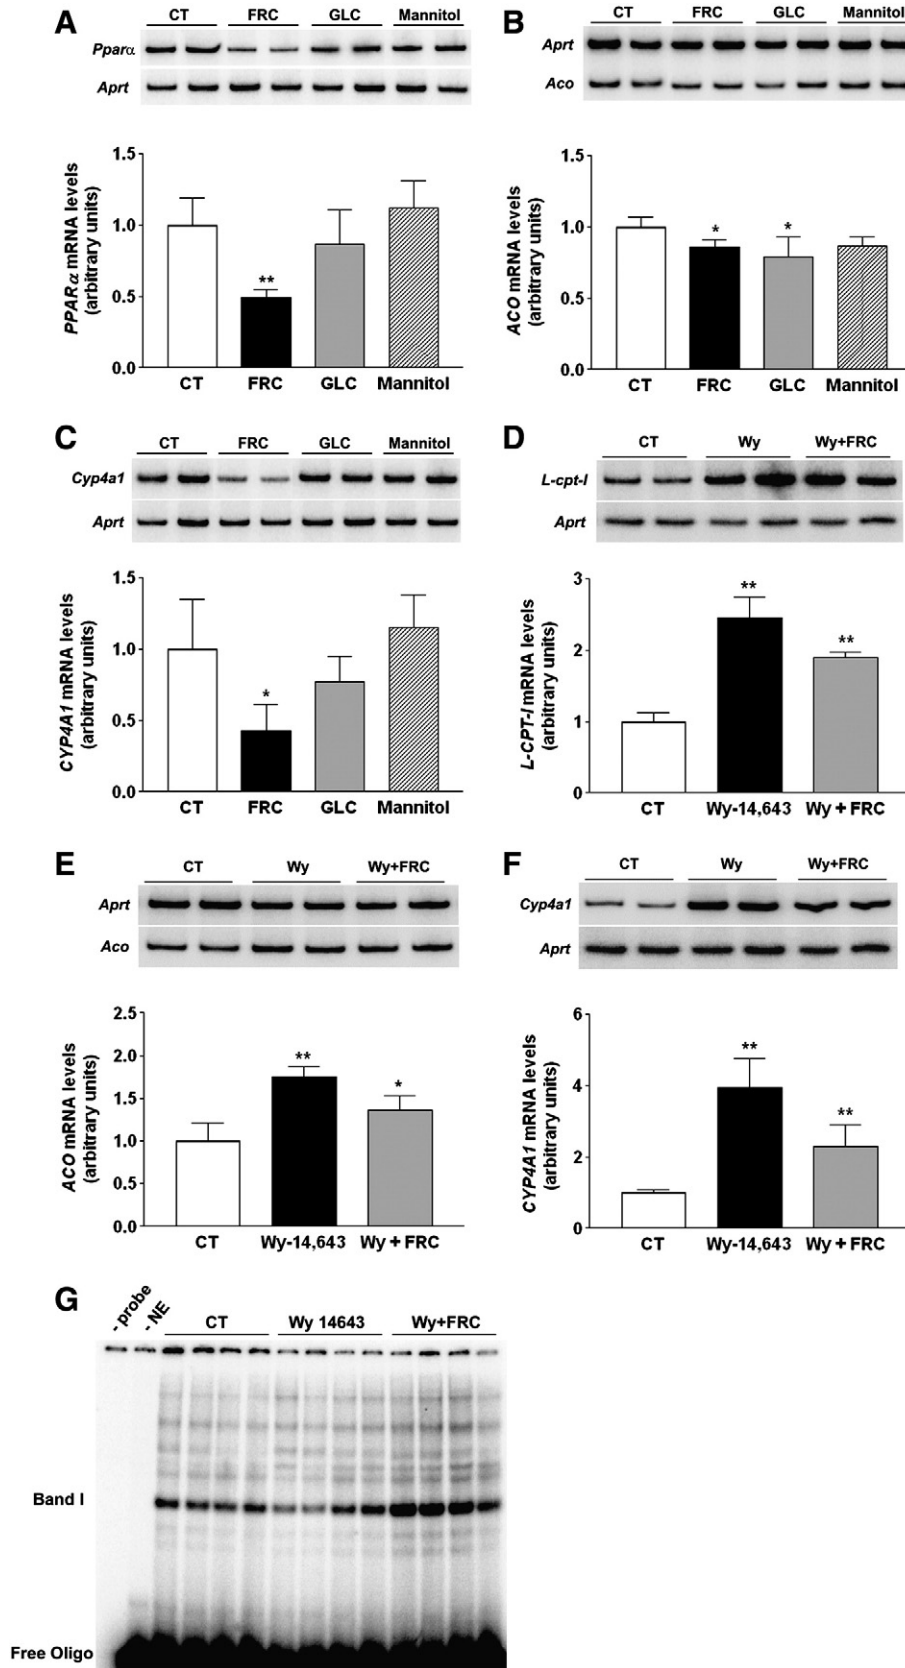 A
CT FRC GLC Mannitol
Pparα
Aprt
1.5
1.0
0.5
0.0
PPARα mRNA levels
(arbitrary units)
**
CT FRC GLC Mannitol
B
CT FRC GLC Mannitol
Aprt
Aco
1.5
1.0
0.5
0.0
ACO mRNA levels
(arbitrary units)
* *
CT FRC GLC Mannitol
C
CT FRC GLC Mannitol
Cyp4a1
Aprt
1.5
1.0
0.5
0.0
CYP4A1 mRNA levels
(arbitrary units)
*
CT FRC GLC Mannitol
D
CT Wy Wy+FRC
L-cpt-I
Aprt
3
2
1
0
L-CPT-I mRNA levels
(arbitrary units)
** **
CT Wy-14,643 Wy + FRC
E
CT Wy Wy+FRC
Aprt
Aco
2.5
2.0
1.5
1.0
0.5
0.0
ACO mRNA levels
(arbitrary units)
** *
CT Wy-14,643 Wy + FRC
F
CT Wy Wy+FRC
Cyp4a1
Aprt
6
4
2
0
CYP4A1 mRNA levels
(arbitrary units)
** **
CT Wy-14,643 Wy + FRC
G
- probe
- NE
CT Wy 14643 Wy+FRC
Band I
Free Oligo